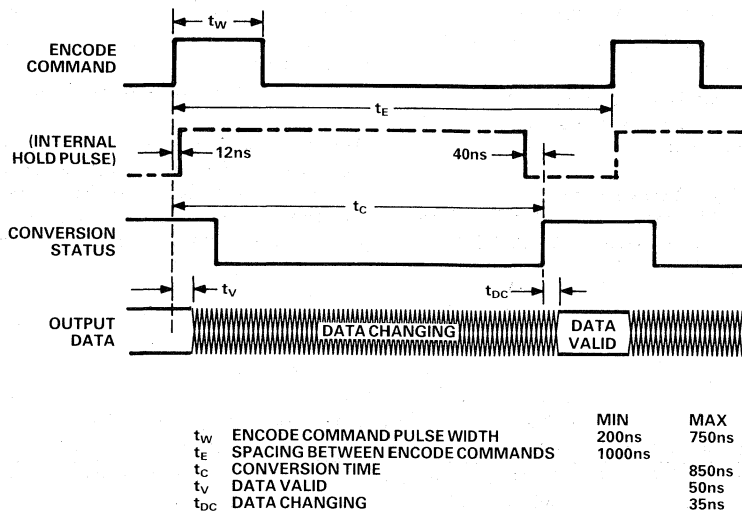 tW
ENCODE
COMMAND
tE
(INTERNAL
HOLD PULSE)
12ns
40ns
tC
CONVERSION
STATUS
tV
tDC
OUTPUT
DATA
DATA CHANGING
DATA
VALID
MIN MAX
tW ENCODE COMMAND PULSE WIDTH 200ns 750ns
tE SPACING BETWEEN ENCODE COMMANDS 1000ns
tC CONVERSION TIME 850ns
tV DATA VALID 50ns
tDC DATA CHANGING 35ns